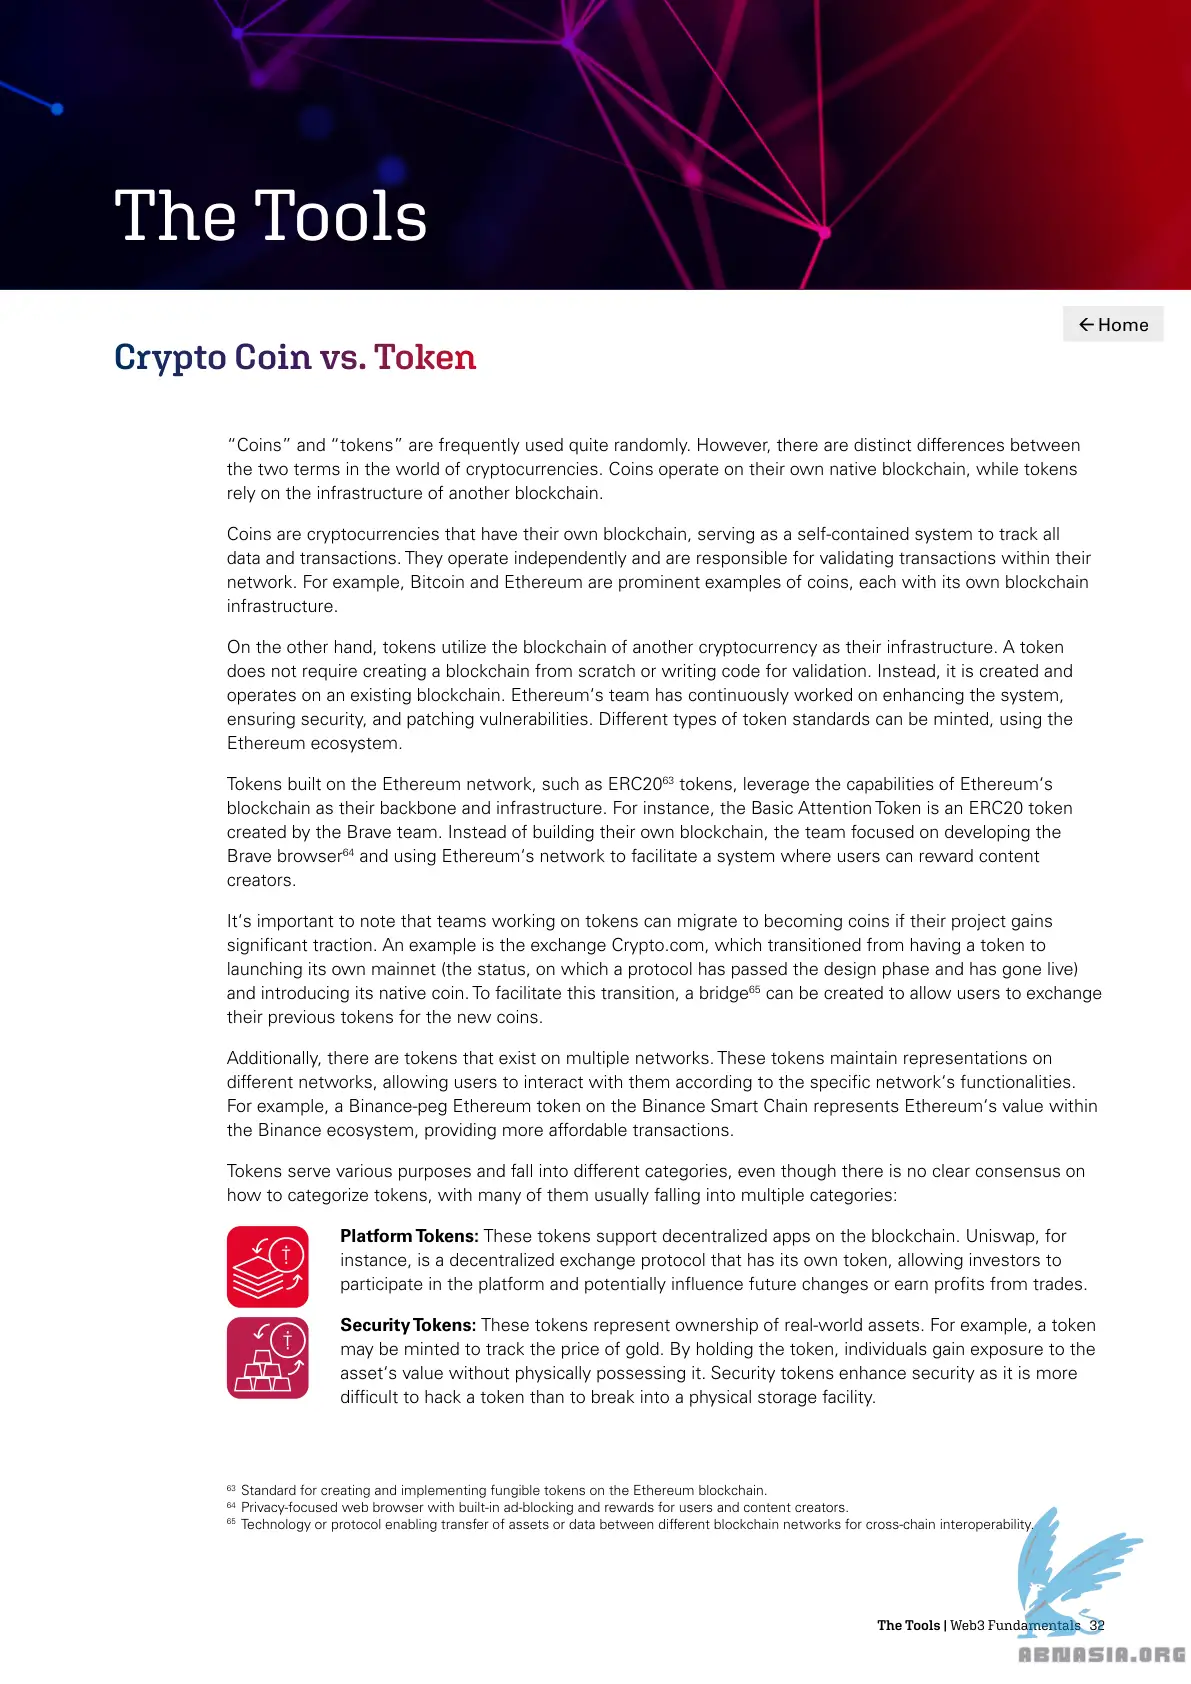 The Tools
← Home
Crypto Coin vs. Token
“Coins” and “tokens” are frequently used quite randomly. However, there are distinct differences between
the two terms in the world of cryptocurrencies. Coins operate on their own native blockchain, while tokens
rely on the infrastructure of another blockchain.
Coins are cryptocurrencies that have their own blockchain, serving as a self-contained system to track all
data and transactions. They operate independently and are responsible for validating transactions within their
network. For example, Bitcoin and Ethereum are prominent examples of coins, each with its own blockchain
infrastructure.
On the other hand, tokens utilize the blockchain of another cryptocurrency as their infrastructure. A token
does not require creating a blockchain from scratch or writing code for validation. Instead, it is created and
operates on an existing blockchain. Ethereum’s team has continuously worked on enhancing the system,
ensuring security, and patching vulnerabilities. Different types of token standards can be minted, using the
Ethereum ecosystem.
Tokens built on the Ethereum network, such as ERC20⁶³ tokens, leverage the capabilities of Ethereum’s
blockchain as their backbone and infrastructure. For instance, the Basic Attention Token is an ERC20 token
created by the Brave team. Instead of building their own blockchain, the team focused on developing the
Brave browser⁶⁴ and using Ethereum’s network to facilitate a system where users can reward content
creators.
It’s important to note that teams working on tokens can migrate to becoming coins if their project gains
significant traction. An example is the exchange Crypto.com, which transitioned from having a token to
launching its own mainnet (the status, on which a protocol has passed the design phase and has gone live)
and introducing its native coin. To facilitate this transition, a bridge⁶⁵ can be created to allow users to exchange
their previous tokens for the new coins.
Additionally, there are tokens that exist on multiple networks. These tokens maintain representations on
different networks, allowing users to interact with them according to the specific network’s functionalities.
For example, a Binance-peg Ethereum token on the Binance Smart Chain represents Ethereum’s value within
the Binance ecosystem, providing more affordable transactions.
Tokens serve various purposes and fall into different categories, even though there is no clear consensus on
how to categorize tokens, with many of them usually falling into multiple categories:
Platform Tokens: These tokens support decentralized apps on the blockchain. Uniswap, for
instance, is a decentralized exchange protocol that has its own token, allowing investors to
participate in the platform and potentially influence future changes or earn profits from trades.
Security Tokens: These tokens represent ownership of real-world assets. For example, a token
may be minted to track the price of gold. By holding the token, individuals gain exposure to the
asset’s value without physically possessing it. Security tokens enhance security as it is more
difficult to hack a token than to break into a physical storage facility.
⁶³ Standard for creating and implementing fungible tokens on the Ethereum blockchain.
⁶⁴ Privacy-focused web browser with built-in ad-blocking and rewards for users and content creators.
⁶⁵ Technology or protocol enabling transfer of assets or data between different blockchain networks for cross-chain interoperability.
The Tools | Web3 Fundamentals 32
ABNASIA.ORG